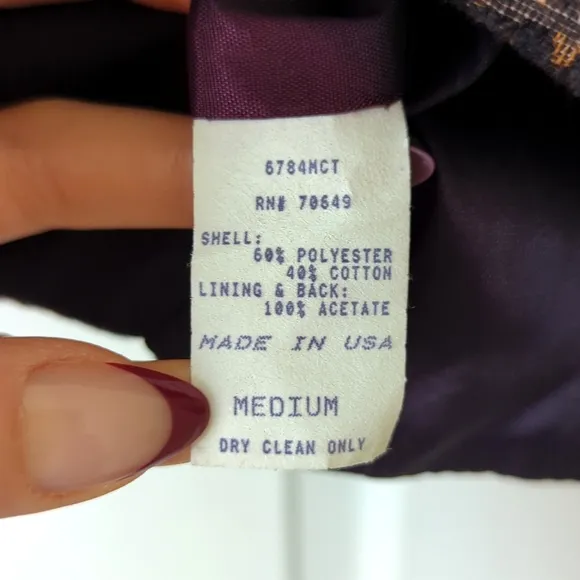 6784MCT
RN# 70649
SHELL:
60% POLYESTER
40% COTTON
LINING & BACK:
100% ACETATE
MADE IN USA
MEDIUM
DRY CLEAN ONLY